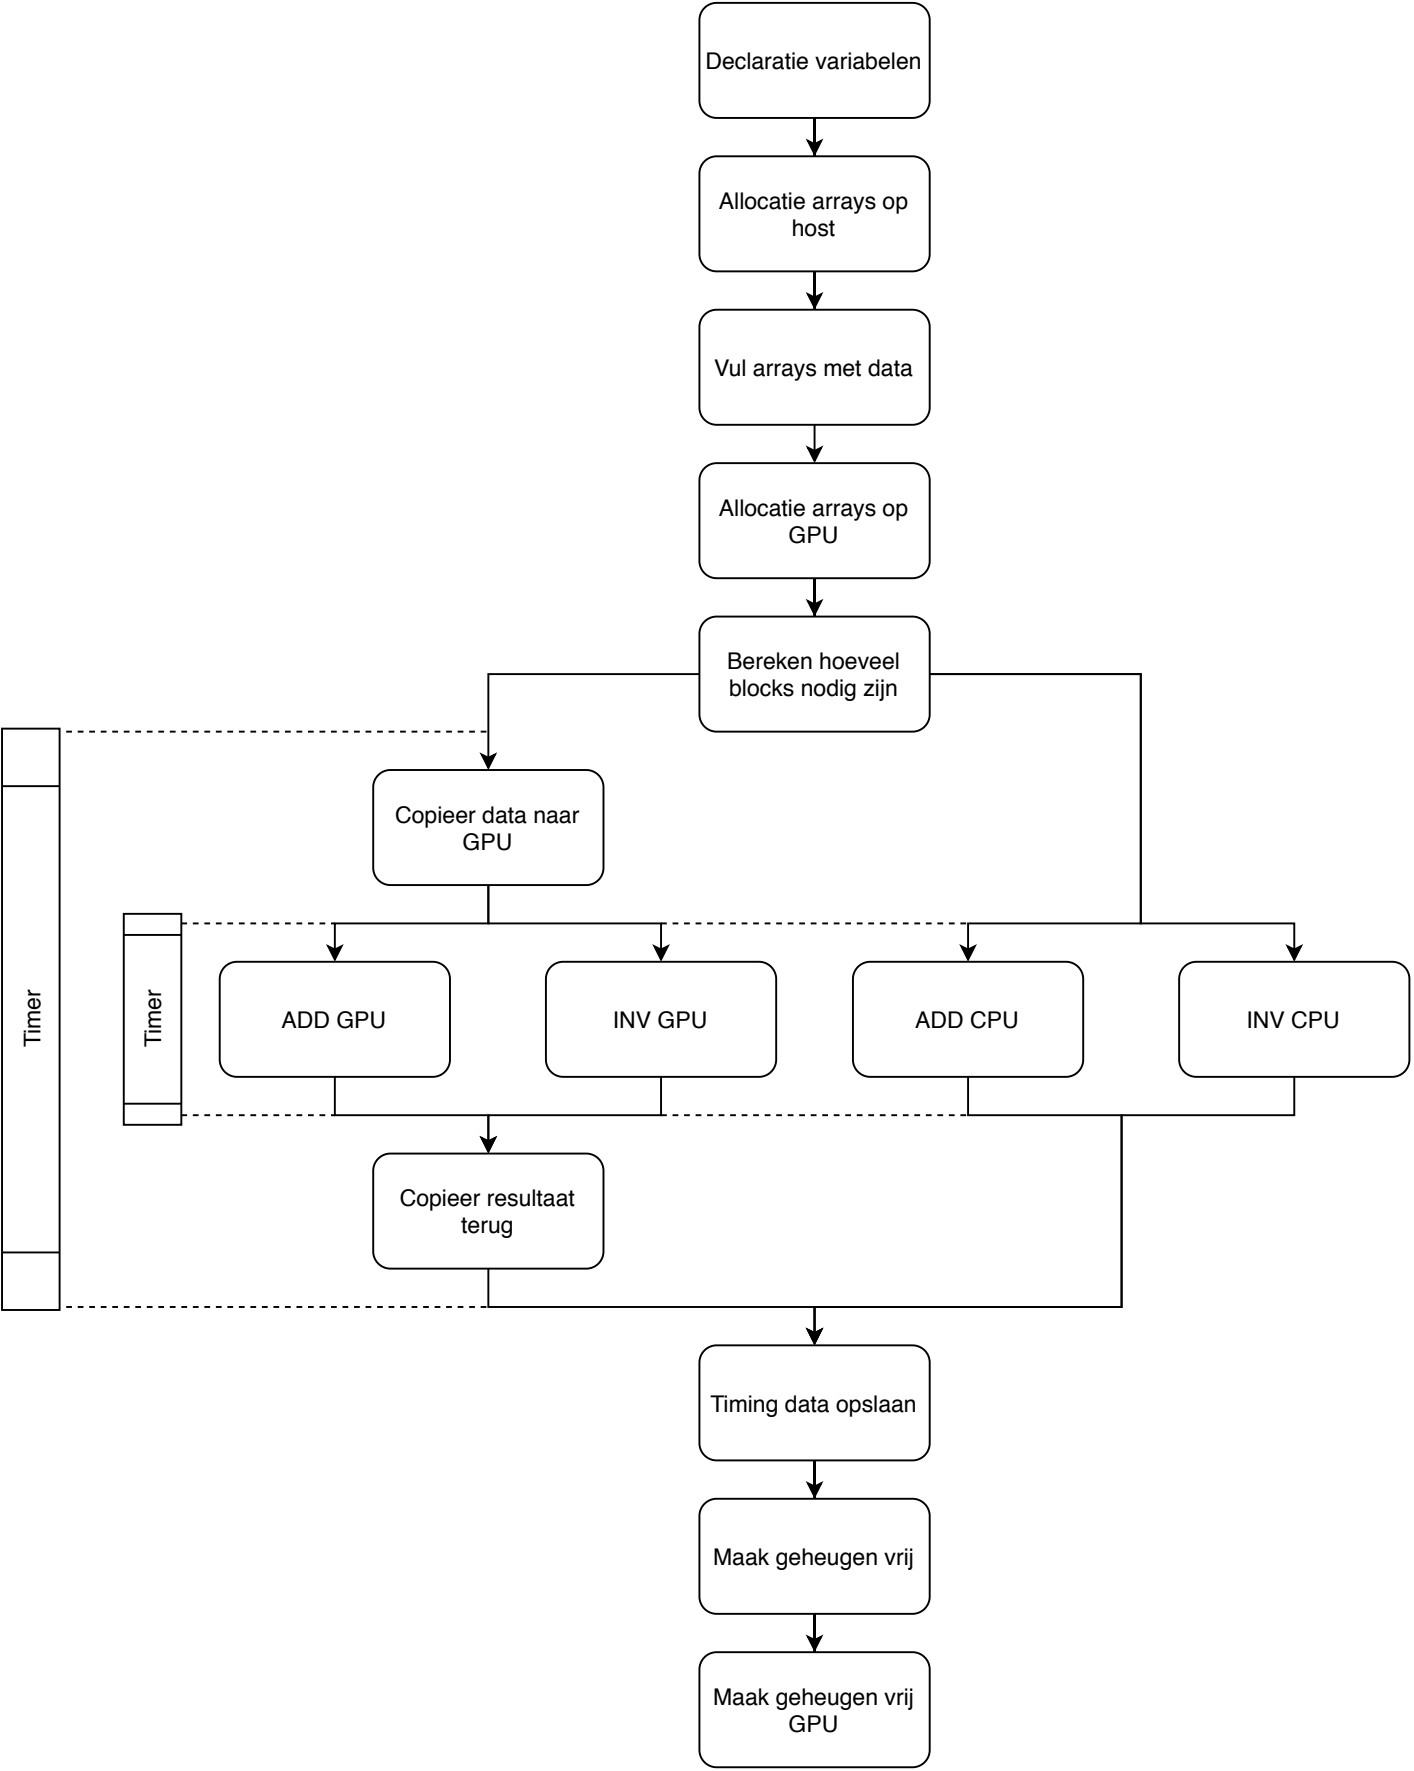 Declaratie variabelen
Allocatie arrays op
host
Vul arrays met data
Allocatie arrays op
GPU
Bereken hoeveel
blocks nodig zijn
Copieer data naar
GPU
Timer
Timer
ADD GPU
INV GPU
ADD CPU
INV CPU
Copieer resultaat
terug
Timing data opslaan
Maak geheugen vrij
Maak geheugen vrij
GPU